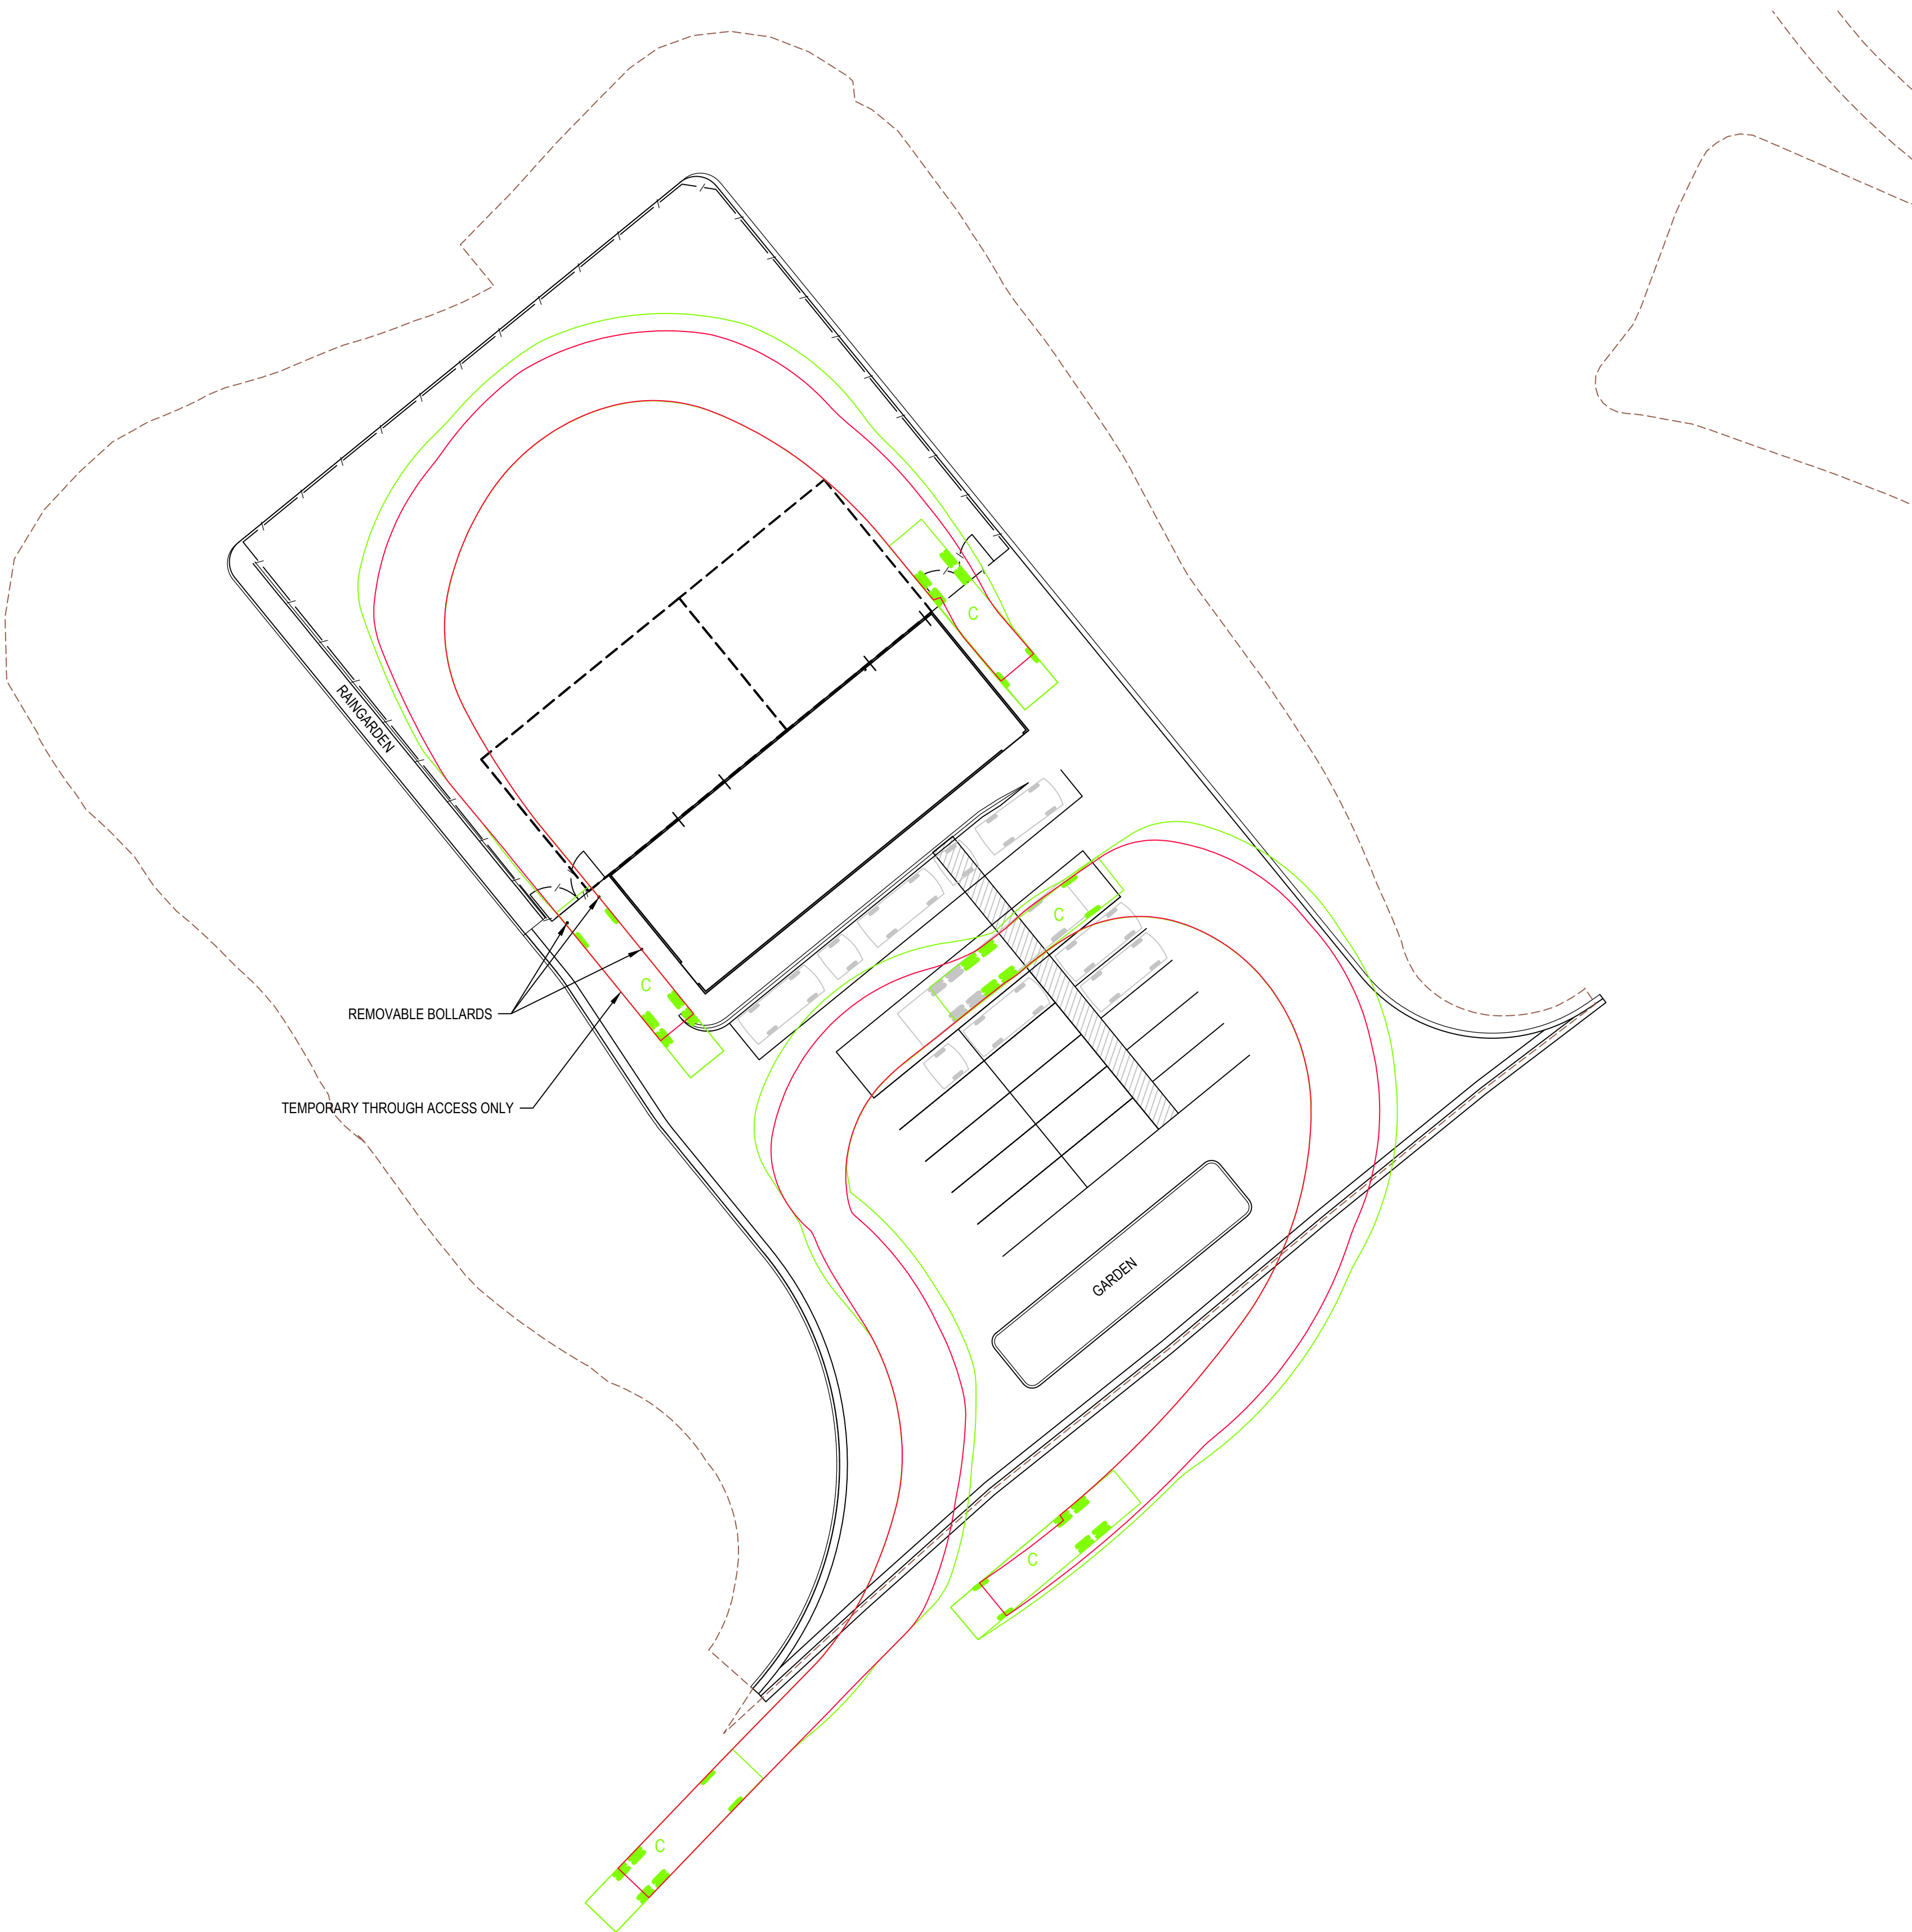 C
RAINGARDEN
C
C
REMOVABLE BOLLARDS
TEMPORARY THROUGH ACCESS ONLY
GARDEN
C
C